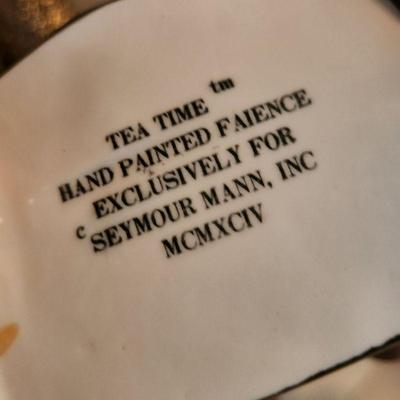 TEA TIME tm
HAND PAINTED FAIENCE
EXCLUSIVELY FOR
c SEYMOUR MANN, INC
MCMXCIV